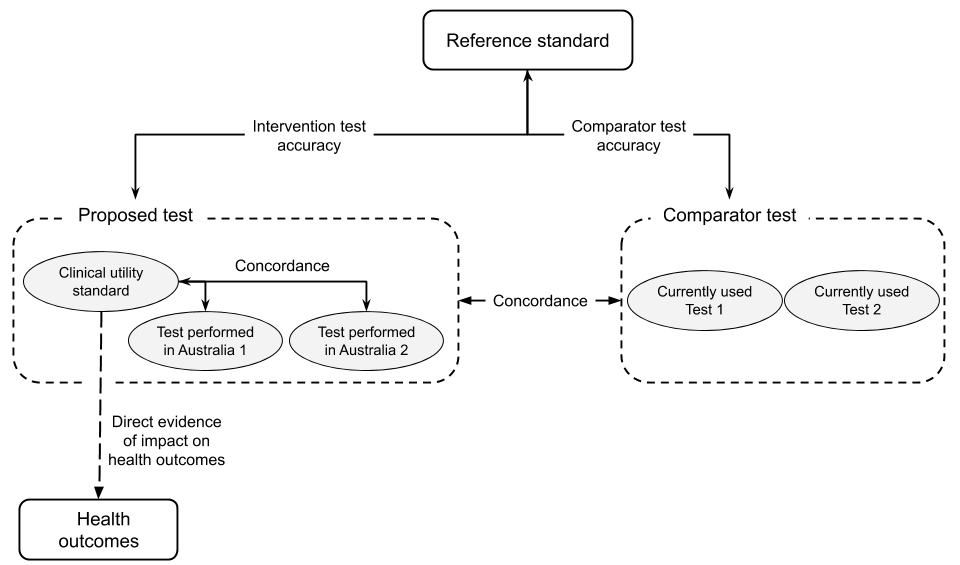 Reference standard
Intervention test
accuracy
Comparator test
accuracy
Proposed test
Comparator test
Clinical utility
standard
Concordance
Test performed
in Australia 1
Test performed
in Australia 2
Concordance
Currently used
Test 1
Currently used
Test 2
Direct evidence
of impact on
health outcomes
Health
outcomes